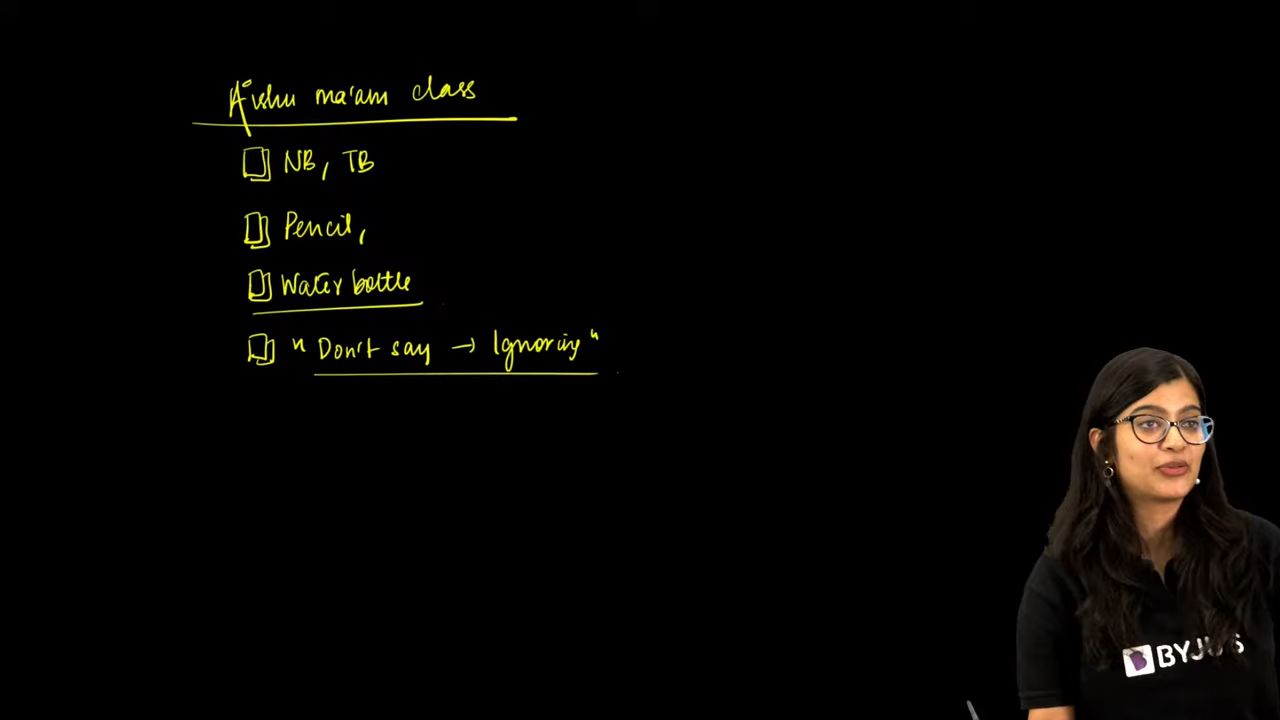 Aishu ma'am class
NB, TB
Pencil,
Water bottle
"Don't say → Ignoring"
BYJU'S